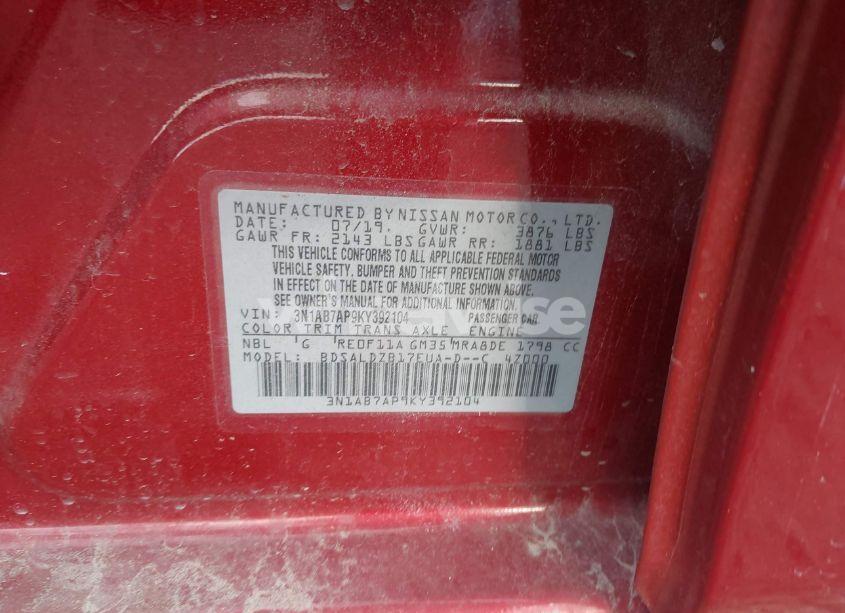 MANUFACTURED BY NISSAN MOTOR CO., LTD.
DATE: 07/19. GVWR: 3876 LBS
GAWR FR: 2143 LBS GAWR RR: 1881 LBS
THIS VEHICLE CONFORMS TO ALL APPLICABLE FEDERAL MOTOR
VEHICLE SAFETY, BUMPER AND THEFT PREVENTION STANDARDS
IN EFFECT ON THE DATE OF MANUFACTURE SHOWN ABOVE.
SEE OWNER'S MANUAL FOR ADDITIONAL INFORMATION.
VIN: 3N1AB7AP9KY392104 PASSENGER CAR
COLOR TRIM TRANS AXLE ENGINE
NBL G RE0F11A GM35 MRA8DE 1798 CC
MODEL: BDSALDZB17EUA-D--C 4Z000
3N1AB7AP9KY392104